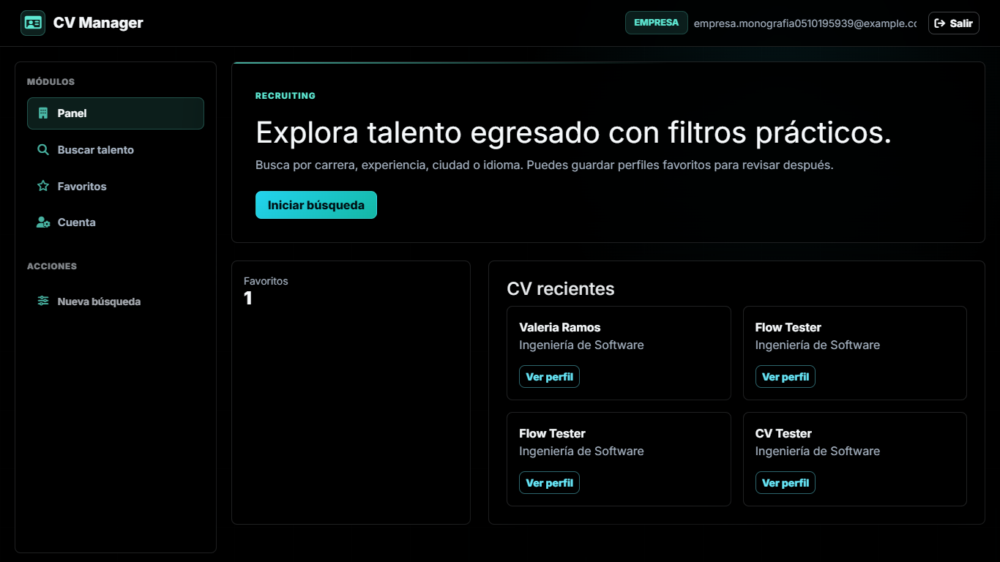 CV Manager
EMPRESA
empresa.monografia0510195939@example.cc
Salir
MÓDULOS
Panel
Buscar talento
Favoritos
Cuenta
ACCIONES
Nueva búsqueda
RECRUITING
Explora talento egresado con filtros prácticos.
Busca por carrera, experiencia, ciudad o idioma. Puedes guardar perfiles favoritos para revisar después.
Iniciar búsqueda
Favoritos
1
CV recientes
Valeria Ramos
Ingeniería de Software
Ver perfil
Flow Tester
Ingeniería de Software
Ver perfil
Flow Tester
Ingeniería de Software
Ver perfil
CV Tester
Ingeniería de Software
Ver perfil